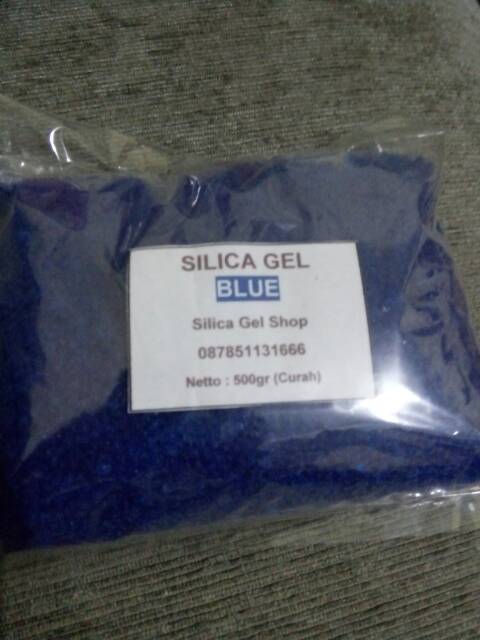 SILICA GEL
BLUE
Silica Gel Shop
087851131666
Netto : 500gr (Curah)